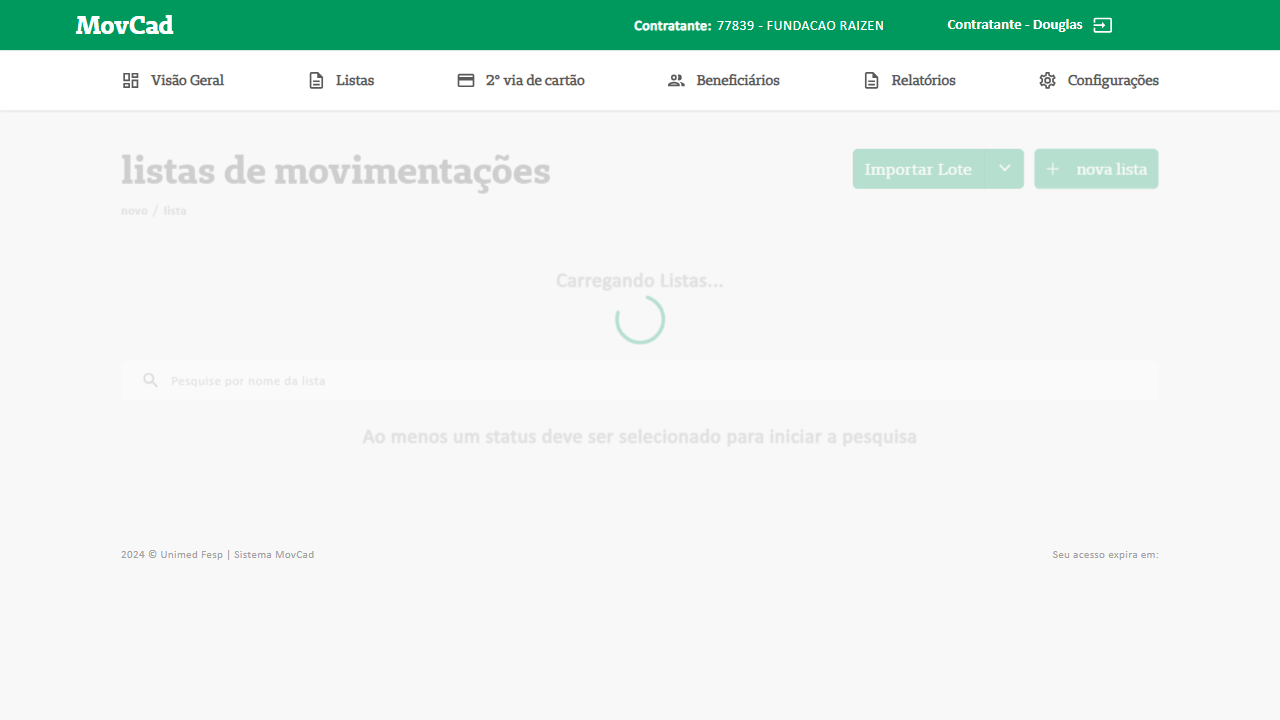 MovCad
Contratante: 77839 - FUNDACAO RAIZEN
Contratante - Douglas
Visão Geral
Listas
2ª via de cartão
Beneficiários
Relatórios
Configurações
listas de movimentações
Importar Lote
nova lista
novo / lista
Carregando Listas...
Pesquise por nome da lista
Ao menos um status deve ser selecionado para iniciar a pesquisa
2024 © Unimed Fesp | Sistema MovCad
Seu acesso expira em: